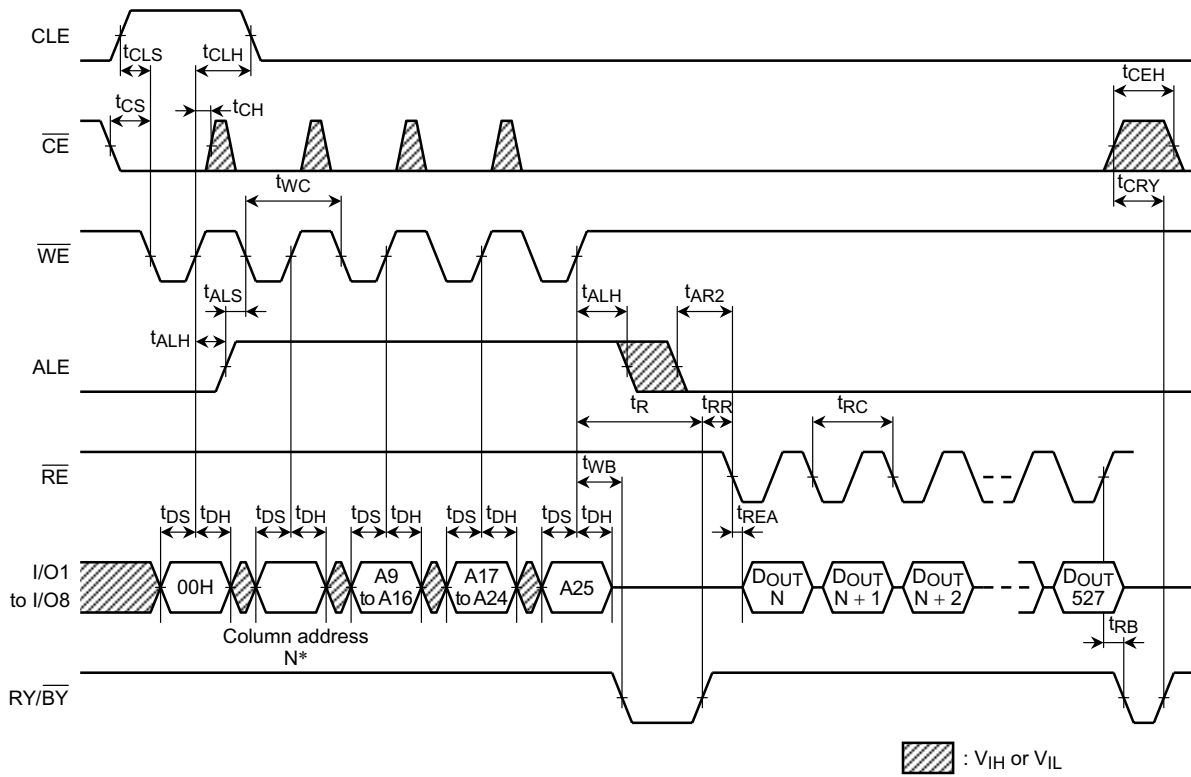 CLE
tCLS
tCLH
tCEH
tCS
tCH
CE
tWC
tCRY
WE
tALS
tALH
tAR2
tALH
ALE
tR
tRR
tRC
RE
tWB
tREA
tDS
tDH
tDS
tDH
tDS
tDH
tDS
tDH
tDS
tDH
I/O1
to I/O8
00H
A9
to A16
A17
to A24
A25
DOUT
N
DOUT
N + 1
DOUT
N + 2
DOUT
527
Column address
N*
tRB
RY/BY
: VIH or VIL